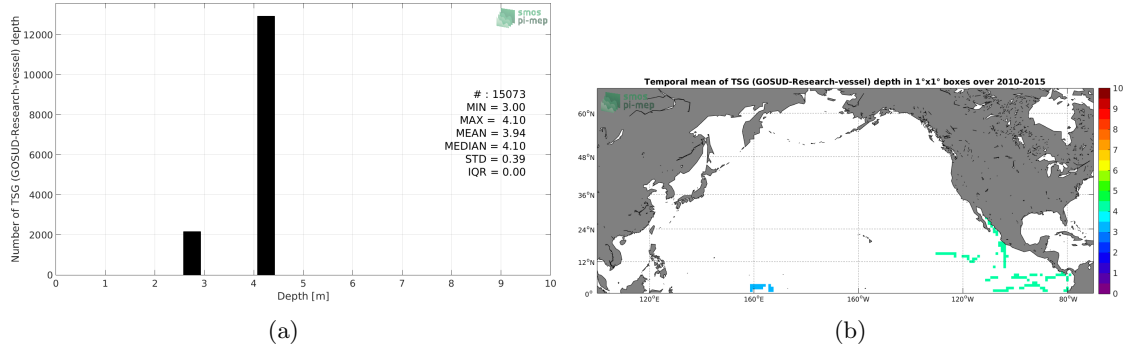 smos
pi-mep
Number of TSG (GOSUD-Research-vessel) depth
12000
10000
8000
6000
4000
2000
0
# : 15073
MIN = 3.00
MAX = 4.10
MEAN = 3.94
MEDIAN = 4.10
STD = 0.39
IQR = 0.00
0 1 2 3 4 5 6 7 8 9 10
Depth [m]
(a)
Temporal mean of TSG (GOSUD-Research-vessel) depth in 1°x1° boxes over 2010-2015
smos
pi-mep
60°N
48°N
36°N
24°N
12°N
0°
120°E 160°E 160°W 120°W 80°W
10
9
8
7
6
5
4
3
2
1
0
(b)